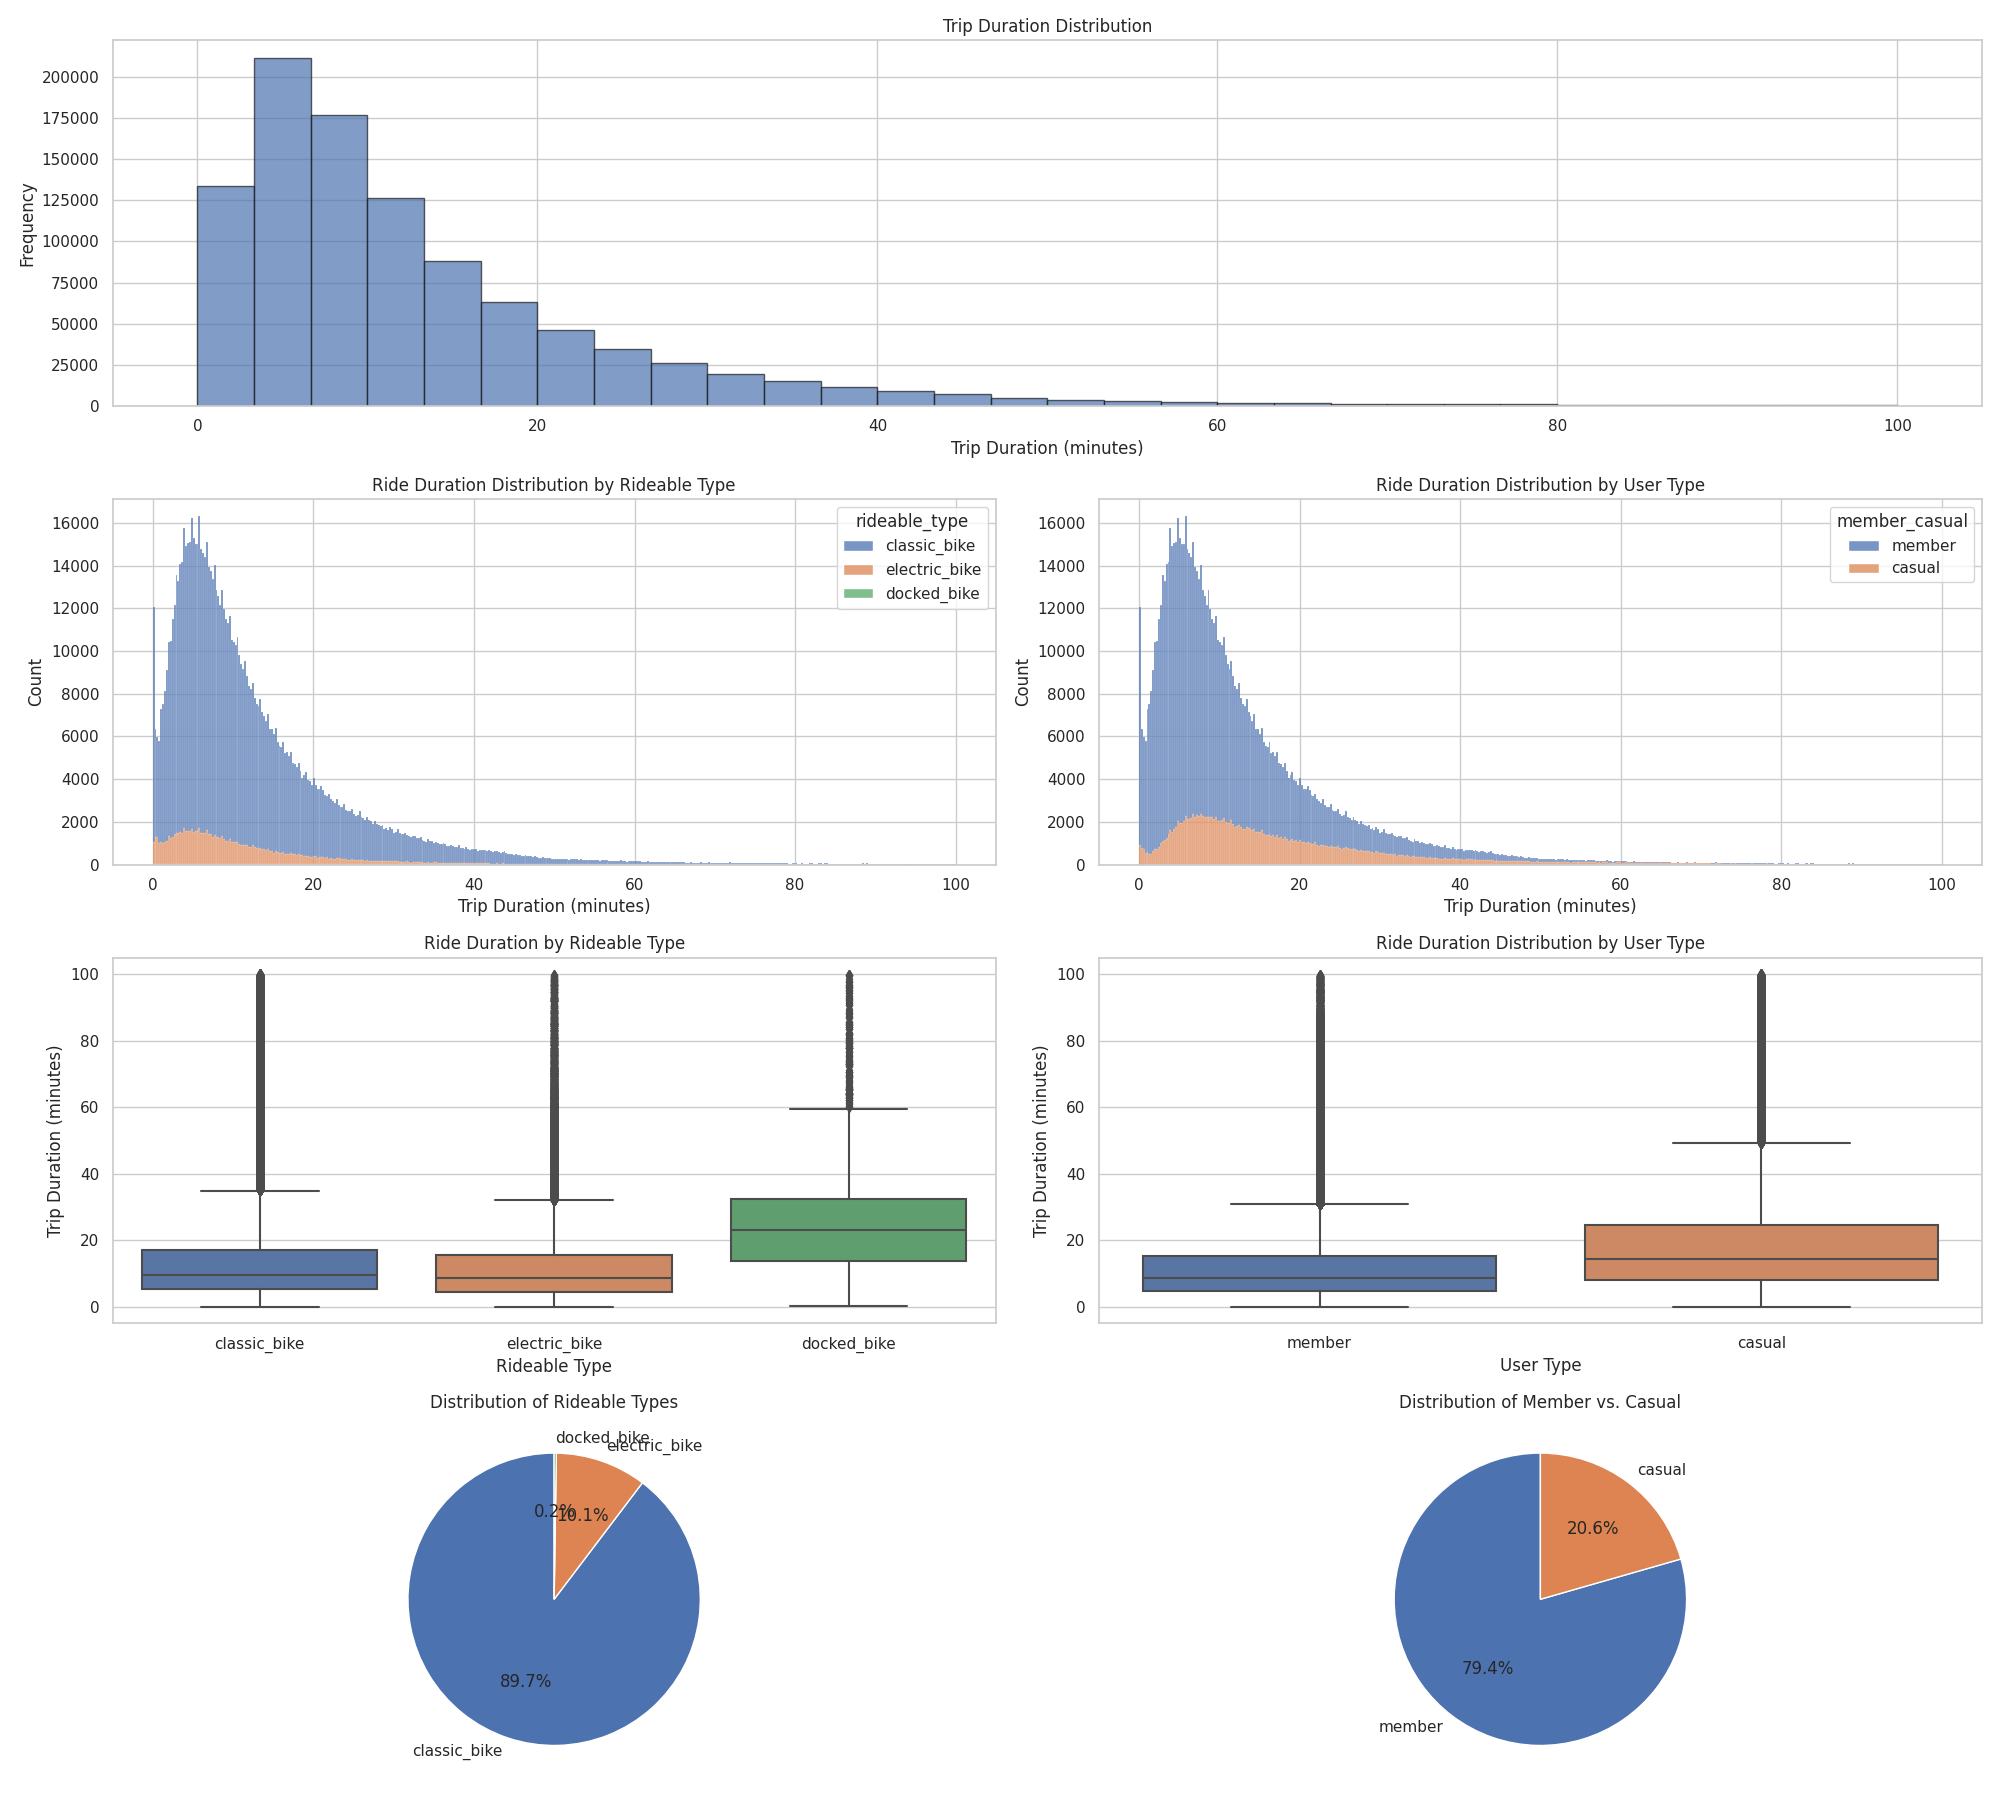 Trip Duration Distribution
200000
175000
150000
125000
100000
75000
50000
25000
0
Frequency
0 20 40 60 80 100
Trip Duration (minutes)
Ride Duration Distribution by Rideable Type
16000
14000
12000
10000
8000
6000
4000
2000
0
Count
rideable_type
classic_bike
electric_bike
docked_bike
0 20 40 60 80 100
Trip Duration (minutes)
Ride Duration Distribution by User Type
16000
14000
12000
10000
8000
6000
4000
2000
0
Count
member_casual
member
casual
0 20 40 60 80 100
Trip Duration (minutes)
Ride Duration by Rideable Type
100
80
60
40
20
0
Trip Duration (minutes)
classic_bike electric_bike docked_bike
Rideable Type
Ride Duration Distribution by User Type
100
80
60
40
20
0
Trip Duration (minutes)
member casual
User Type
Distribution of Rideable Types
docked_bike
electric_bike
0.2%
10.1%
89.7%
classic_bike
Distribution of Member vs. Casual
casual
20.6%
79.4%
member